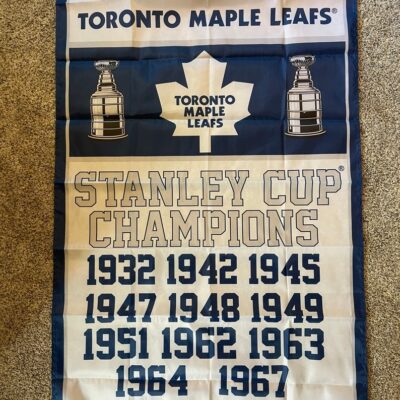 TORONTO MAPLE LEAFS®
TORONTO
MAPLE
LEAFS
STANLEY CUP®
CHAMPIONS
1932 1942 1945
1947 1948 1949
1951 1962 1963
1964 1967